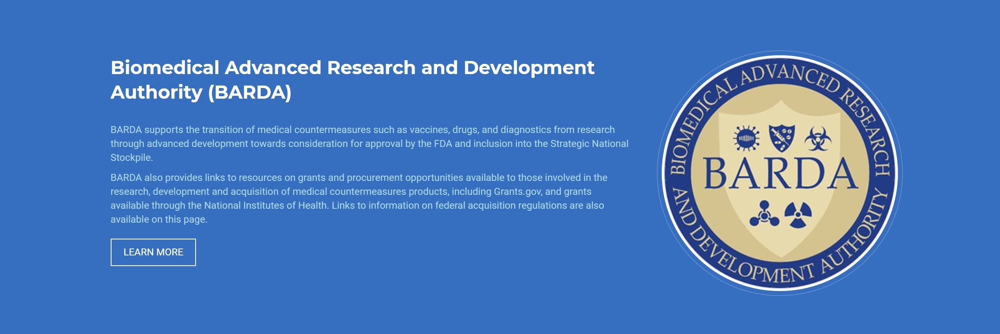 Biomedical Advanced Research and Development
Authority (BARDA)
BARDA supports the transition of medical countermeasures such as vaccines, drugs, and diagnostics from research
through advanced development towards consideration for approval by the FDA and inclusion into the Strategic National
Stockpile.
BARDA also provides links to resources on grants and procurement opportunities available to those involved in the
research, development and acquisition of medical countermeasures products, including Grants.gov, and grants
available through the National Institutes of Health. Links to information on federal acquisition regulations are also
available on this page.
LEARN MORE
BIOMEDICAL ADVANCED RESEARCH
BARDA
AND DEVELOPMENT AUTHORITY